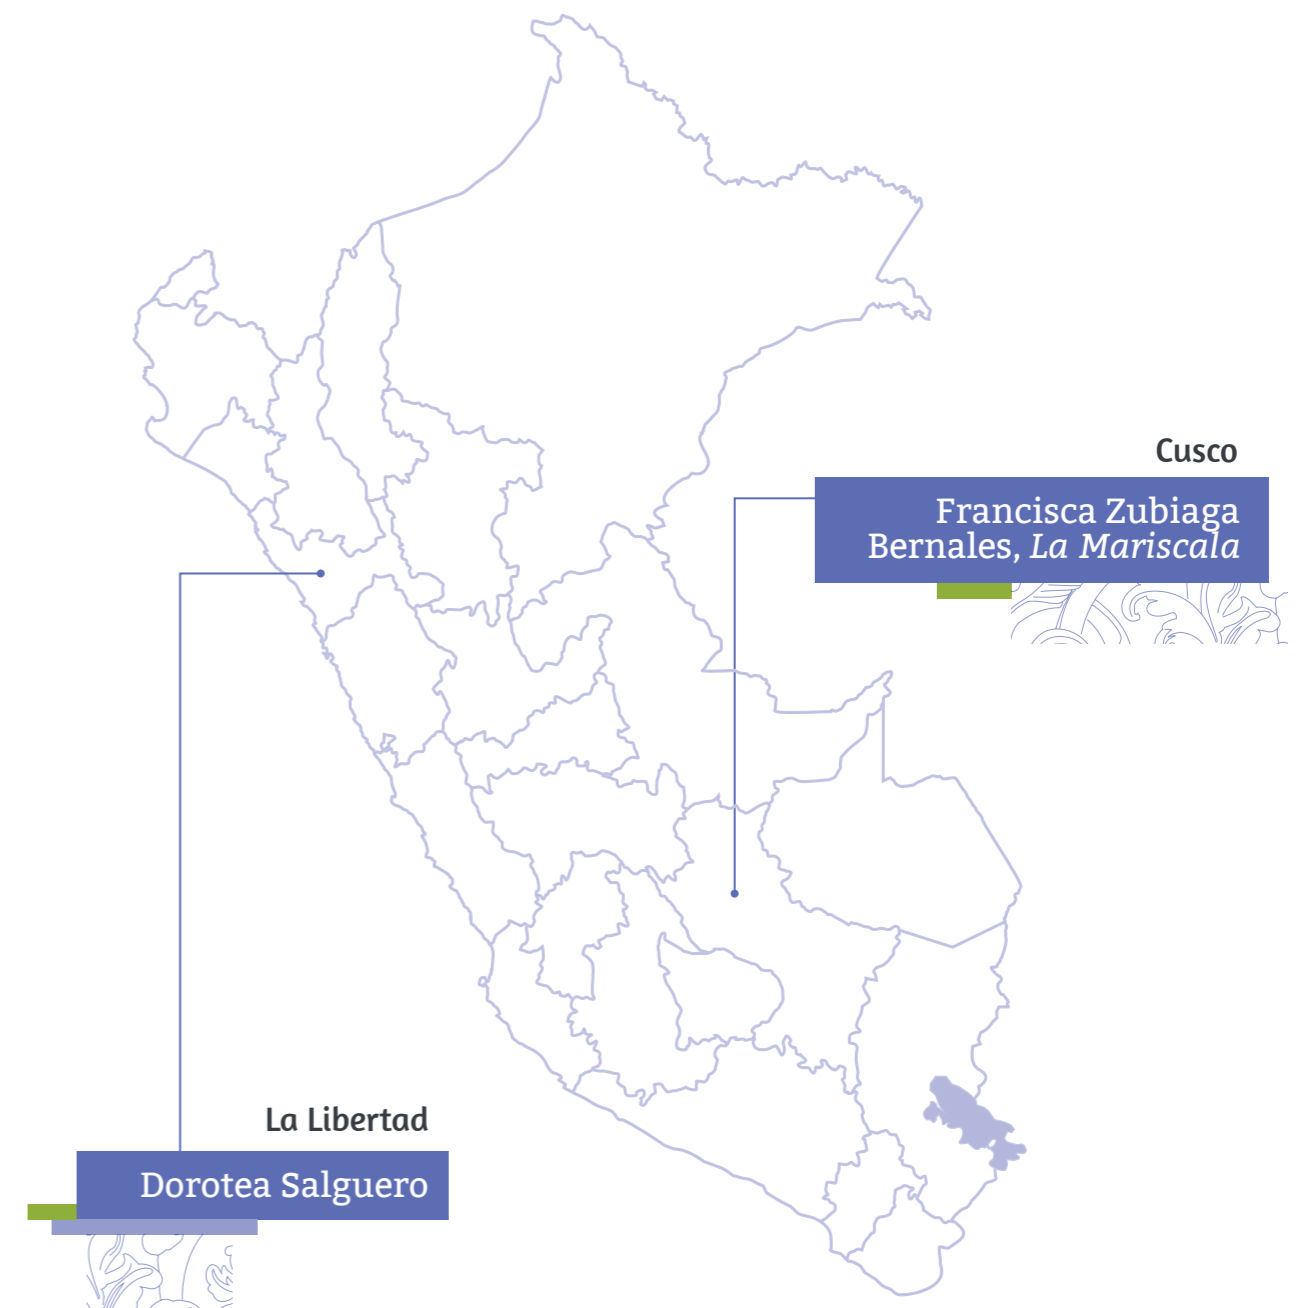 Cusco
Francisca Zubiaga
Bernales, La Mariscala
La Libertad
Dorotea Salguero